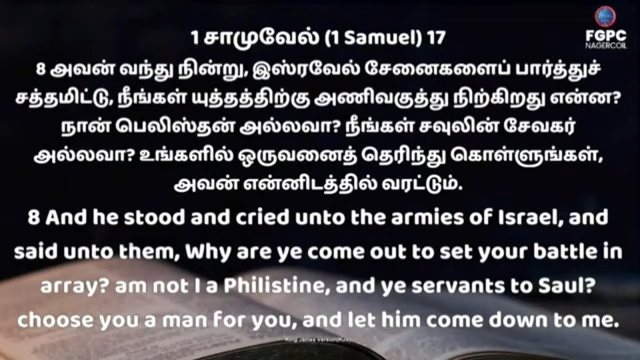 1 சாமுவேல் (1 Samuel) 17
FGPC
NAGERCOIL
8 அவன் வந்து நின்று, இஸ்ரவேல் சேனைகளைப் பார்த்துச்
சத்தமிட்டு, நீங்கள் யுத்தத்திற்கு அணிவகுத்து நிற்கிறது என்ன?
நான் பெலிஸ்தன் அல்லவா? நீங்கள் சவுலின் சேவகர்
அல்லவா? உங்களில் ஒருவனைத் தெரிந்து கொள்ளுங்கள்,
அவன் என்னிடத்தில் வரட்டும்.
8 And he stood and cried unto the armies of Israel, and
said unto them, Why are ye come out to set your battle in
array? am not I a Philistine, and ye servants to Saul?
choose you a man for you, and let him come down to me.
King James Version